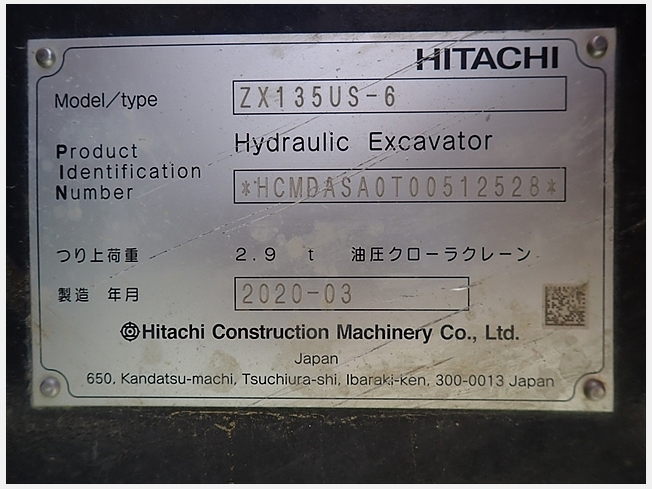 HITACHI
Model/type ZX135US-6
Hydraulic Excavator
Product
Identification
Number *HCMDASA0T00512528*
つり上荷重 2.9 t 油圧クローラクレーン
製造 年月 2020-03
Hitachi Construction Machinery Co., Ltd.
Japan
650, Kandatsu-machi, Tsuchiura-shi, Ibaraki-ken, 300-0013 Japan